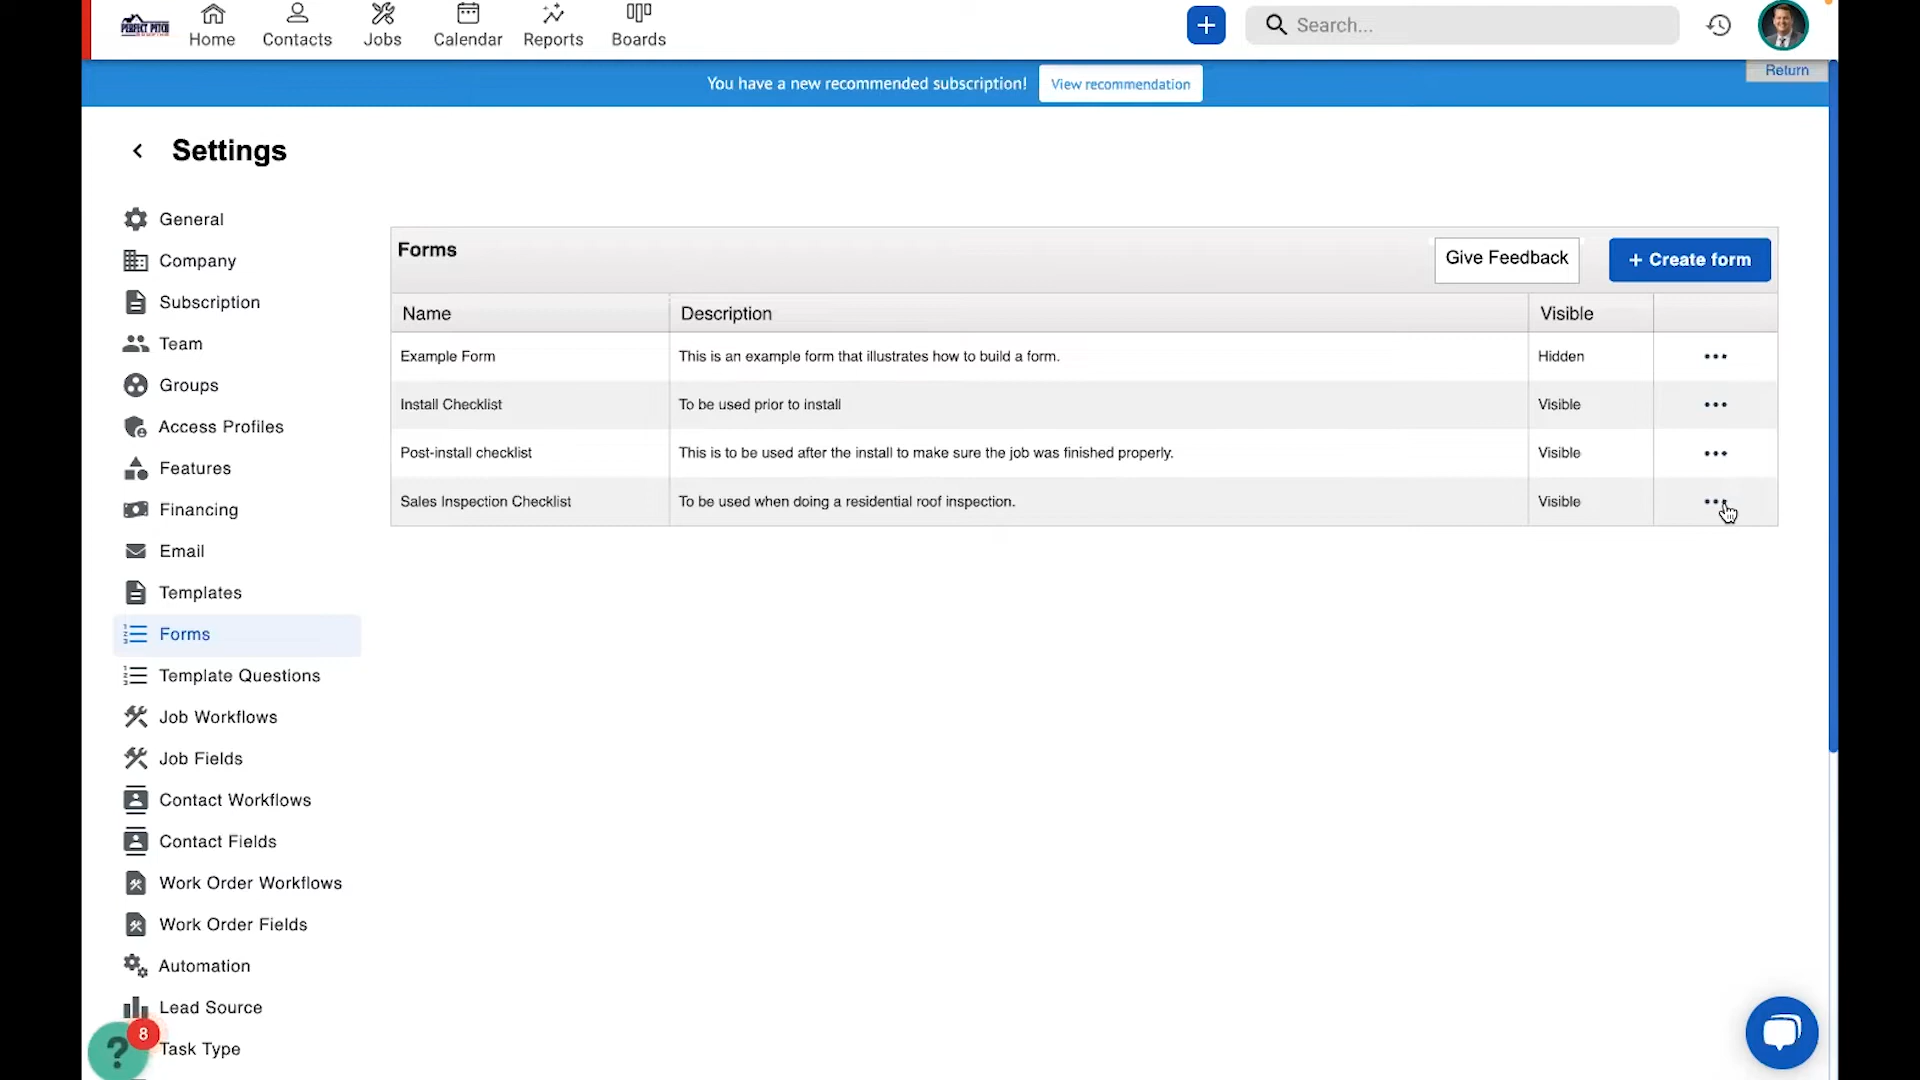 PERFECT PITCH
Home
Contacts
Jobs
Calendar
Reports
Boards
+
Search...
You have a new recommended subscription!
View recommendation
Return
Settings
General
Company
Subscription
Team
Groups
Access Profiles
Features
Financing
Email
Templates
Forms
Template Questions
Job Workflows
Job Fields
Contact Workflows
Contact Fields
Work Order Workflows
Work Order Fields
Automation
Lead Source
Task Type
8
?
Forms
Give Feedback
+ Create form
Name Description Visible
Example Form This is an example form that illustrates how to build a form. Hidden
Install Checklist To be used prior to install Visible
Post-install checklist This is to be used after the install to make sure the job was finished properly. Visible
Sales Inspection Checklist To be used when doing a residential roof inspection. Visible